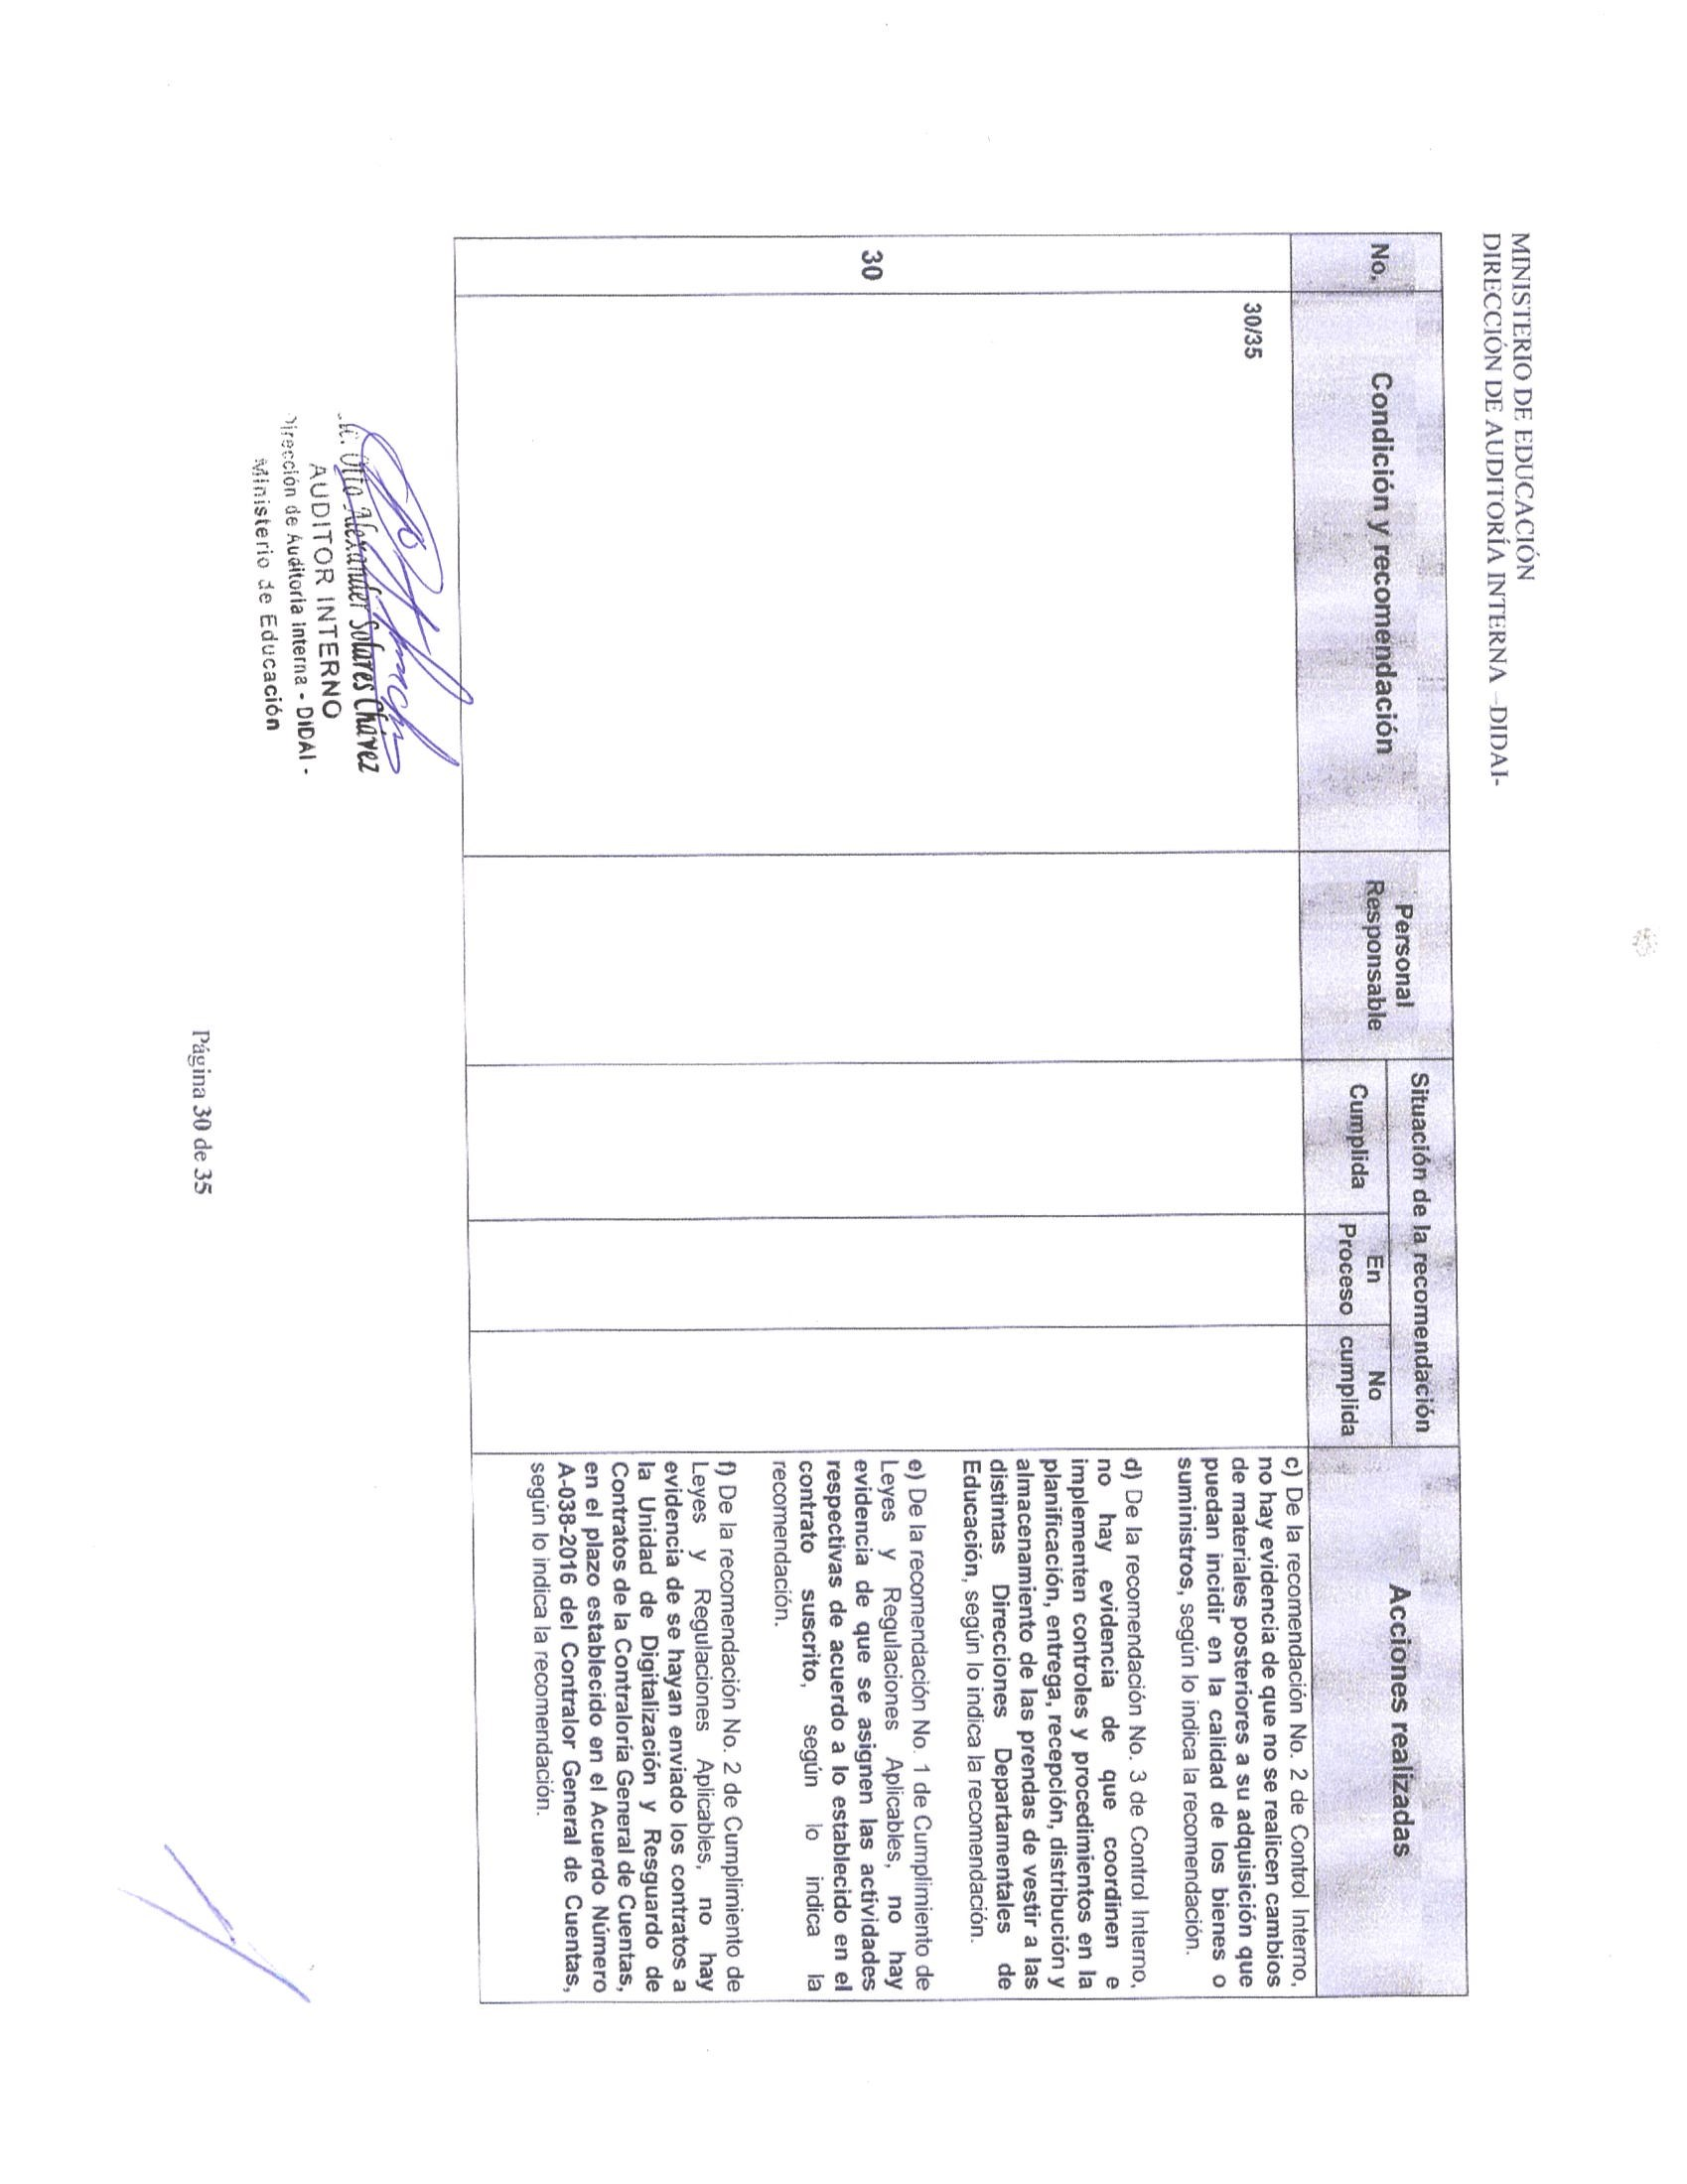 MINISTERIO DE EDUCACIÓN
DIRECCIÓN DE AUDITORÍA INTERNA –DIDAI-
No.
Condición y recomendación
Personal
Responsable
Situación de la recomendación
Cumplida
En
Proceso
No
cumplida
Acciones realizadas
30/35
30
c) De la recomendación No. 2 de Control Interno,
no hay evidencia de que no se realicen cambios
de materiales posteriores a su adquisición que
puedan incidir en la calidad de los bienes o
suministros, según lo indica la recomendación.
d) De la recomendación No. 3 de Control Interno,
no hay evidencia de que coordinen e
implementen controles y procedimientos en la
planificación, entrega, recepción, distribución y
almacenamiento de las prendas de vestir a las
distintas Direcciones Departamentales de
Educación, según lo indica la recomendación.
e) De la recomendación No. 1 de Cumplimiento de
Leyes y Regulaciones Aplicables, no hay
evidencia de que se asignen las actividades
respectivas de acuerdo a lo establecido en el
contrato suscrito, según lo indica la
recomendación.
f) De la recomendación No. 2 de Cumplimiento de
Leyes y Regulaciones Aplicables, no hay
evidencia de se hayan enviado los contratos a
la Unidad de Digitalización y Resguardo de
Contratos de la Contraloría General de Cuentas,
en el plazo establecido en el Acuerdo Número
A-038-2016 del Contralor General de Cuentas,
según lo indica la recomendación.
Otto Alexander Solares Chávez
AUDITOR INTERNO
Dirección de Auditoria Interna - DIDAI -
Ministerio de Educación
Página 30 de 35